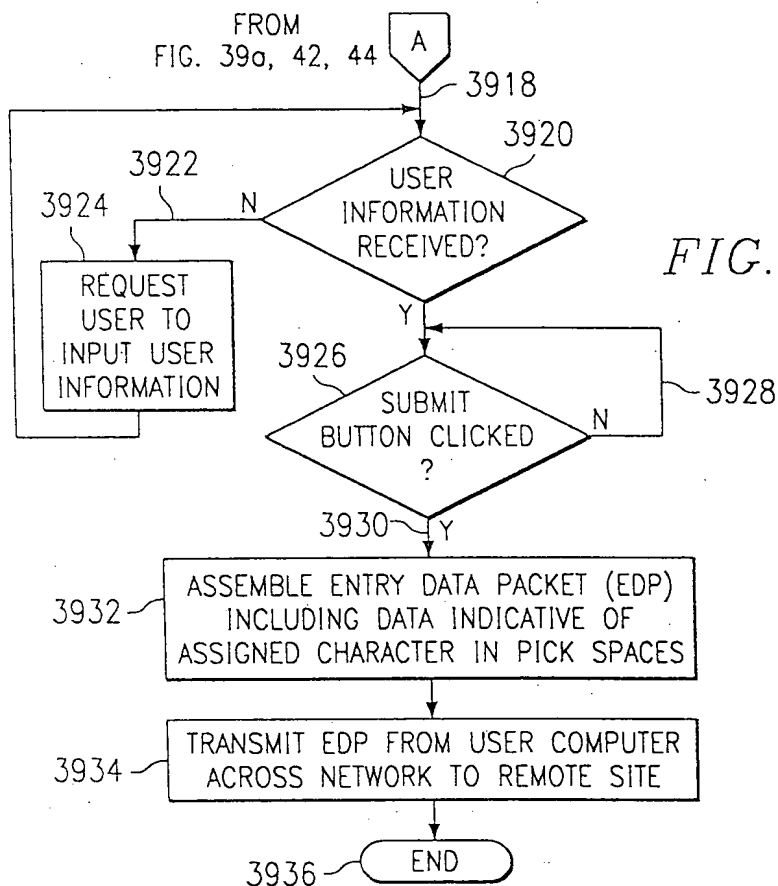 FROM
FIG. 39a, 42, 44
A
3918
3920
USER
INFORMATION
RECEIVED?
N
3922
3924
REQUEST
USER TO
INPUT USER
INFORMATION
FIG.
Y
3926
SUBMIT
BUTTON CLICKED
?
N
3928
3930
Y
3932
ASSEMBLE ENTRY DATA PACKET (EDP)
INCLUDING DATA INDICATIVE OF
ASSIGNED CHARACTER IN PICK SPACES
3934
TRANSMIT EDP FROM USER COMPUTER
ACROSS NETWORK TO REMOTE SITE
3936
END